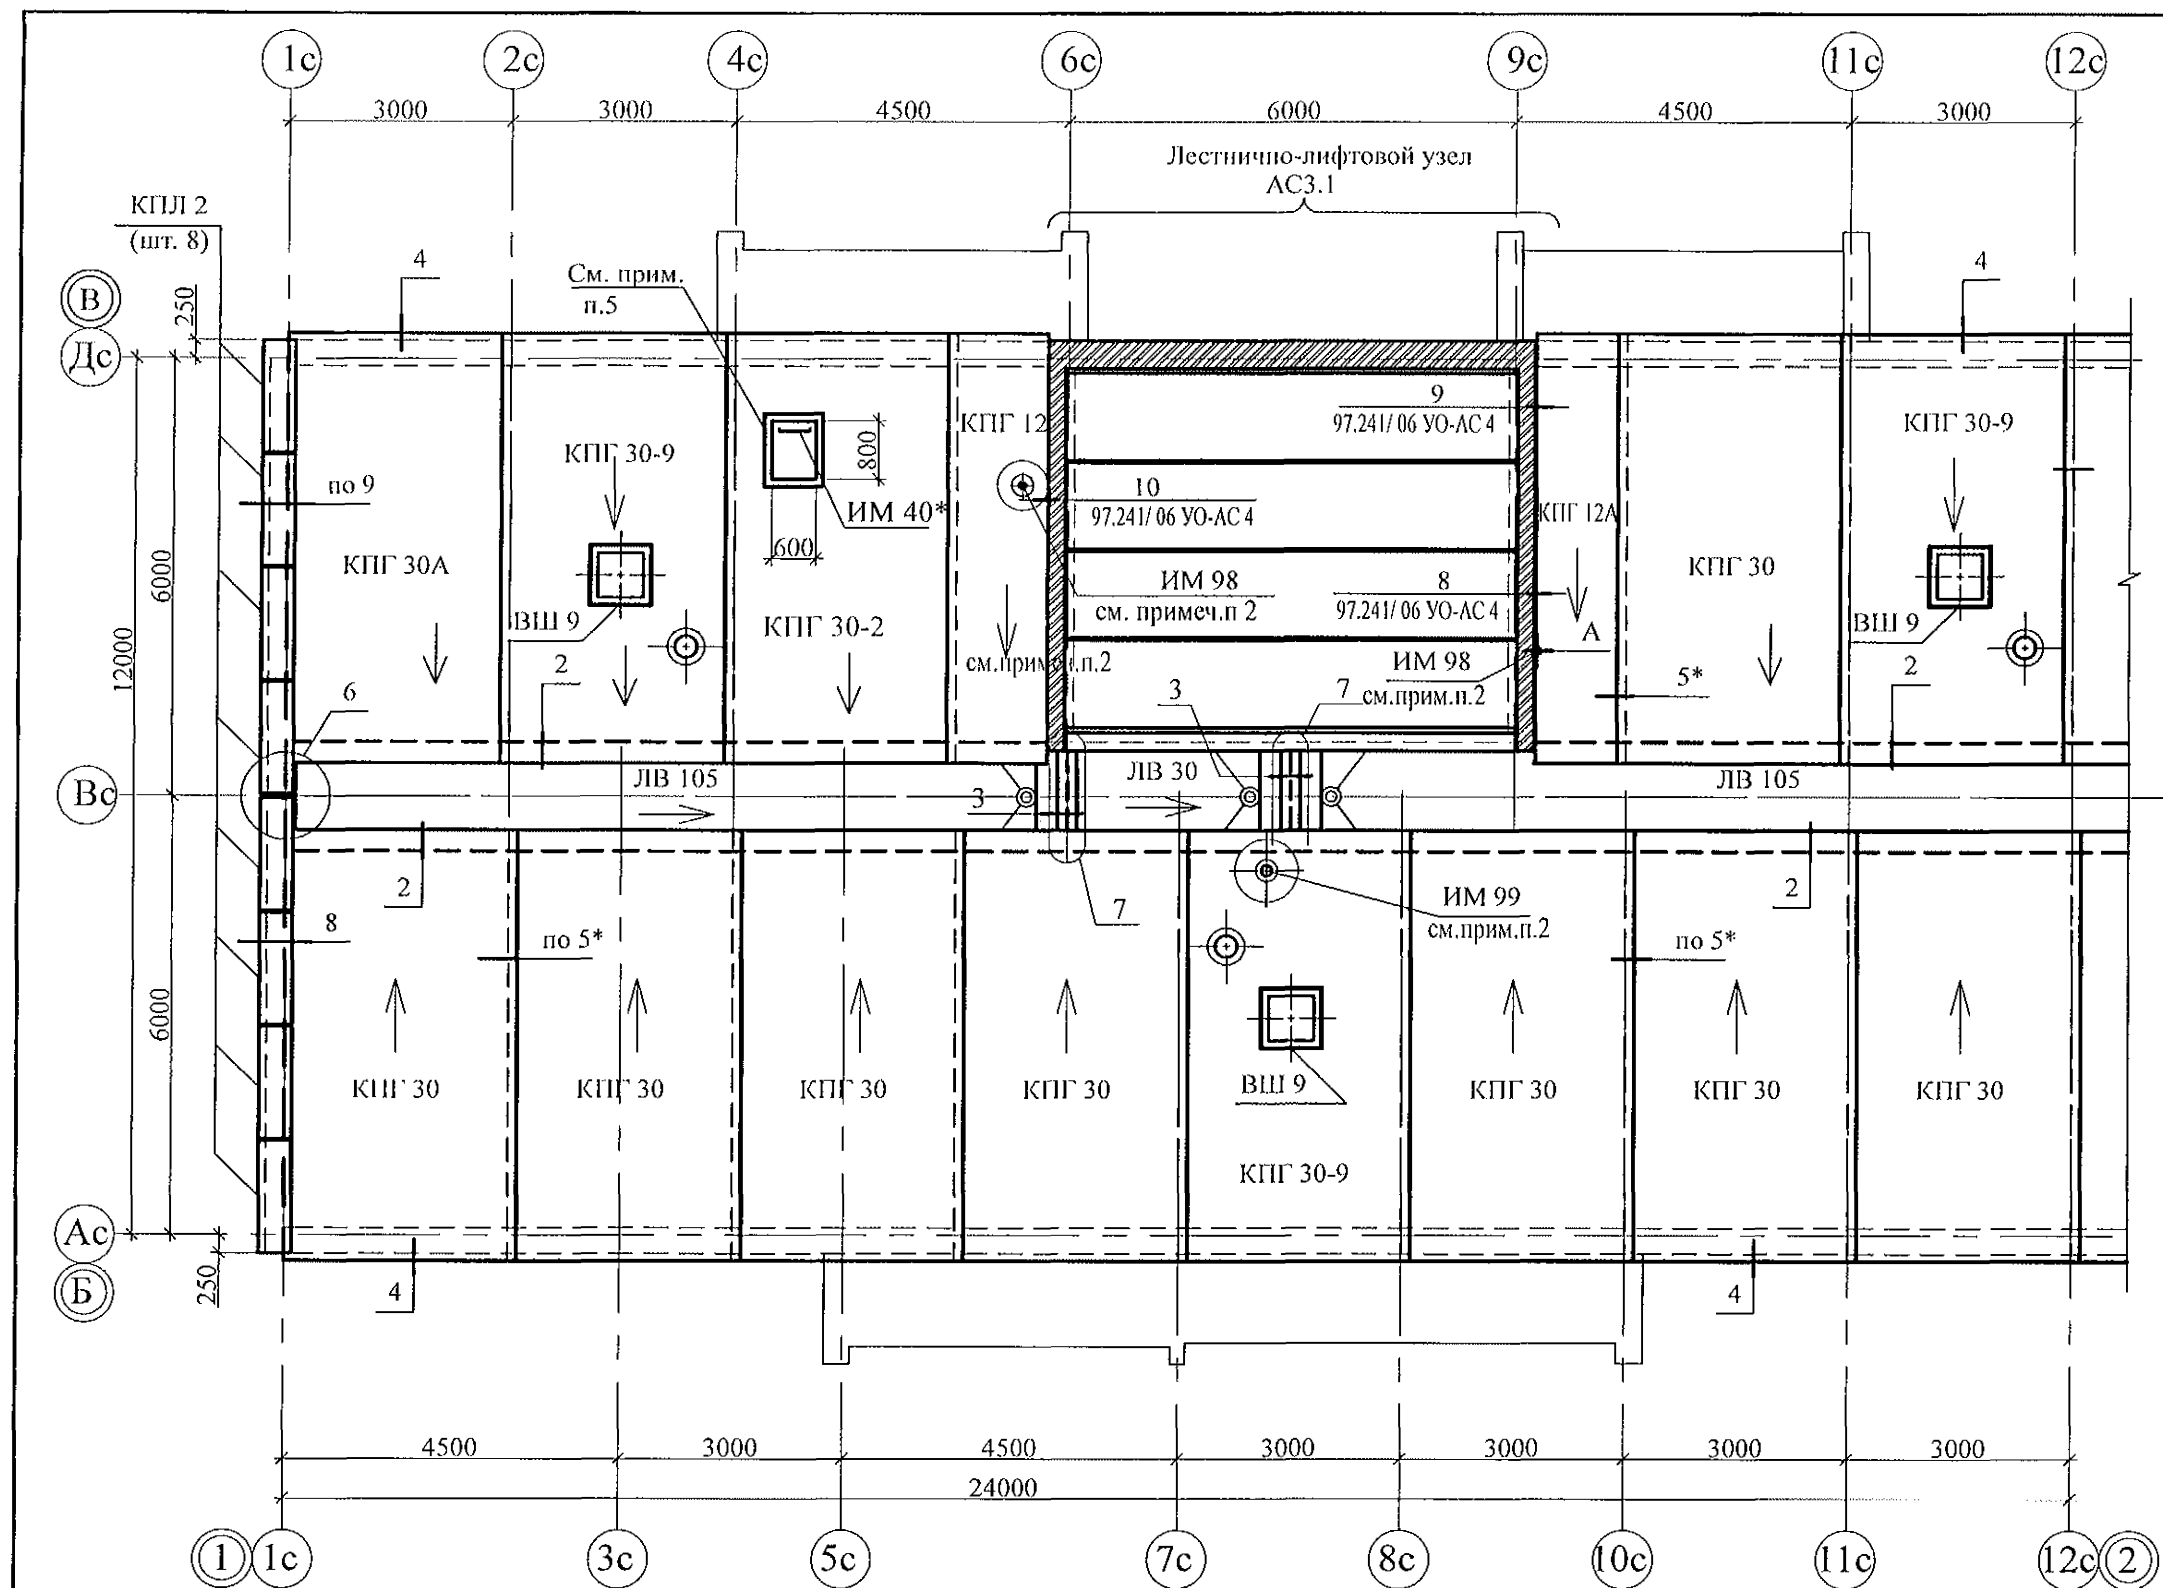 1с 2с 4с 6с 9с 11с 12с
3000 3000 4500 6000 4500 3000
Лестнично-лифтовой узел
АС3.1
КПЛ 2
(шт. 8)
4
См. прим.
п.5
4
В
250
Дс
КПГ 30-9
800
КПГ 12
9
97.241/ 06 УО-АС 4
КПГ 30-9
по 9
ИМ 40*
10
97.241/ 06 УО-АС 4
КПГ 12А
600
КПГ 30А
ИМ 98
см. примеч.п 2
8
97.241/ 06 УО-АС 4
КПГ 30
6000
12000
ВШ 9
КПГ 30-2
А
ВШ 9
2
см.примеч.п.2
ИМ 98
см.прим.п.2
6
3
7
5*
2
Вс
ЛВ 105
ЛВ 30
ЛВ 105
3
2
7
ИМ 99
см.прим.п.2
2
8
по 5*
по 5*
6000
КПГ 30 КПГ 30 КПГ 30 КПГ 30 ВШ 9 КПГ 30 КПГ 30 КПГ 30
КПГ 30-9
Ас
Б
250
4
4
4500 3000 4500 3000 3000 3000 3000
24000
1 1с 3с 5с 7с 8с 10с 11с 12с 2